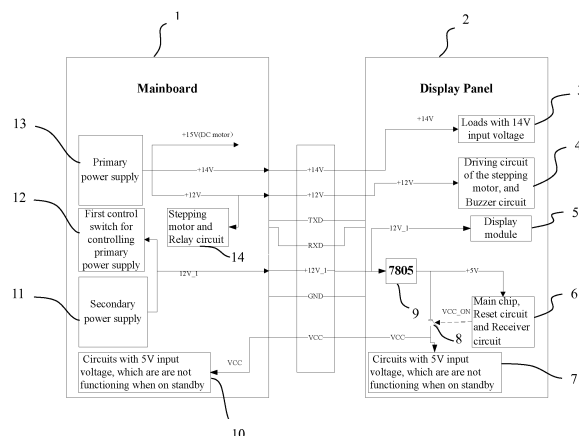 1
2
Mainboard
Display Panel
3
13
Primary
power supply
+15V(DC motor)
+14V
+14V
+14V
Loads with 14V
input voltage
4
+12V
+12V
+12V
Driving circuit
of the stepping
motor, and
Buzzer circuit
12
First control
switch for
controlling
primary
power supply
Stepping
motor and
Relay circuit
14
TXD
RXD
12V_1
Display
module
5
11
12V_1
+12V_1
7805
9
+5V
Secondary
power supply
GND
VCC_ON
8
Main chip,
Reset circuit
and Receiver
circuit
6
VCC
VCC
VCC
Circuits with 5V input
voltage, which are are not
functioning when on standby
10
Circuits with 5V input
voltage, which are are not
functioning when on standby
7